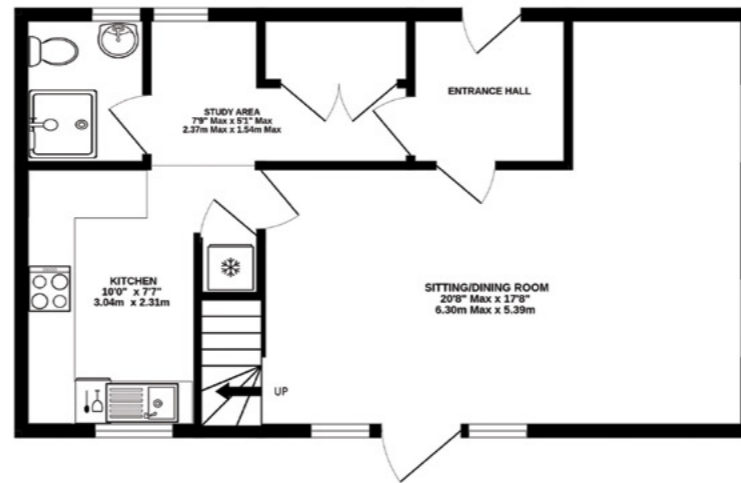 STUDY AREA
7'9" Max x 5'1" Max
2.37m Max x 1.54m Max
ENTRANCE HALL
KITCHEN
10'0" x 7'7"
3.04m x 2.31m
SITTING/DINING ROOM
20'8" Max x 17'8"
6.30m Max x 5.39m
UP